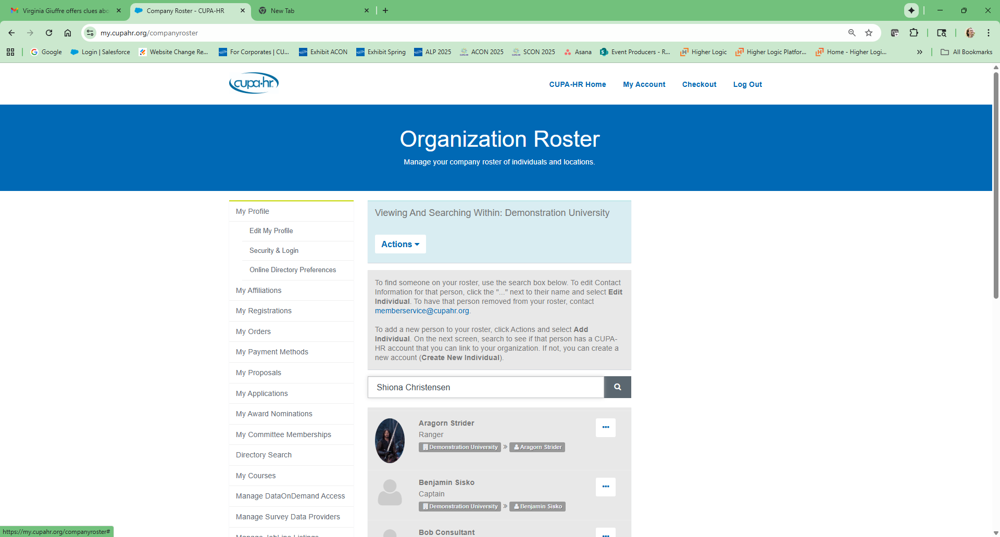 Virginia Giuffre offers clues abo
Company Roster - CUPA-HR
New Tab
my.cupahr.org/companyroster
Google
Login | Salesforce
Website Change Re...
For Corporates | CU...
Exhibit ACON
Exhibit Spring
ALP 2025
ACON 2025
SCON 2025
Asana
Event Producers - R...
Higher Logic
Higher Logic Platfor...
Home - Higher Logi...
All Bookmarks
cupa-hr
CUPA-HR Home
My Account
Checkout
Log Out
Organization Roster
Manage your company roster of individuals and locations.
My Profile
Edit My Profile
Security & Login
Online Directory Preferences
My Affiliations
My Registrations
My Orders
My Payment Methods
My Proposals
My Applications
My Award Nominations
My Committee Memberships
Directory Search
My Courses
Manage DataOnDemand Access
Manage Survey Data Providers
Manage JobLine Listings
Viewing And Searching Within: Demonstration University
Actions
To find someone on your roster, use the search box below. To edit Contact
Information for that person, click the "..." next to their name and select Edit
Individual. To have that person removed from your roster, contact
memberservice@cupahr.org.
To add a new person to your roster, click Actions and select Add
Individual. On the next screen, search to see if that person has a CUPA-
HR account that you can link to your organization. If not, you can create a
new account (Create New Individual).
Shiona Christensen
Aragorn Strider
Ranger
Demonstration University » Aragorn Strider
Benjamin Sisko
Captain
Demonstration University » Benjamin Sisko
Bob Consultant
https://my.cupahr.org/companyroster#